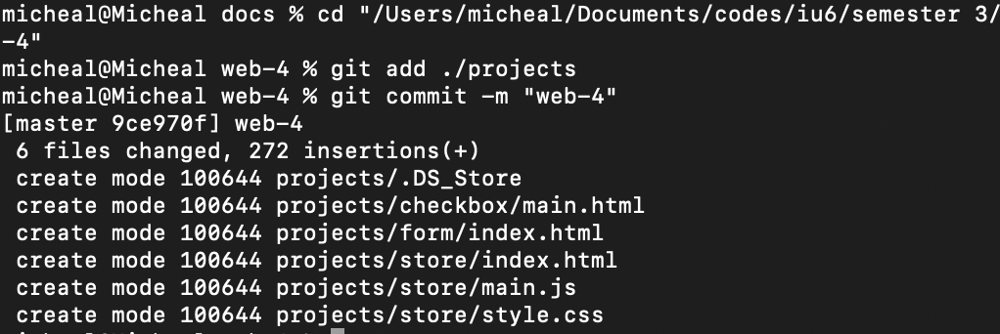 micheal@Micheal docs % cd "/Users/micheal/Documents/codes/iu6/semester 3/
-4"
micheal@Micheal web-4 % git add ./projects
micheal@Micheal web-4 % git commit -m "web-4"
[master 9ce970f] web-4
 6 files changed, 272 insertions(+)
 create mode 100644 projects/.DS_Store
 create mode 100644 projects/checkbox/main.html
 create mode 100644 projects/form/index.html
 create mode 100644 projects/store/index.html
 create mode 100644 projects/store/main.js
 create mode 100644 projects/store/style.css